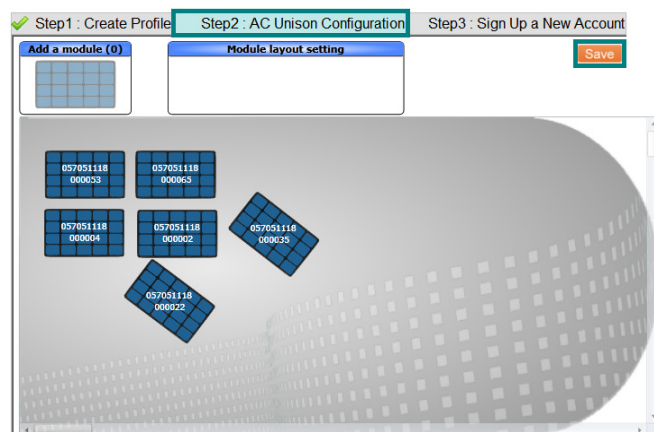 Step1 : Create Profile
Step2 : AC Unison Configuration
Step3 : Sign Up a New Account
Add a module (0)
Module layout setting
Save
057051118
000053
057051118
000065
057051118
000004
057051118
000002
057051118
000035
057051118
000022